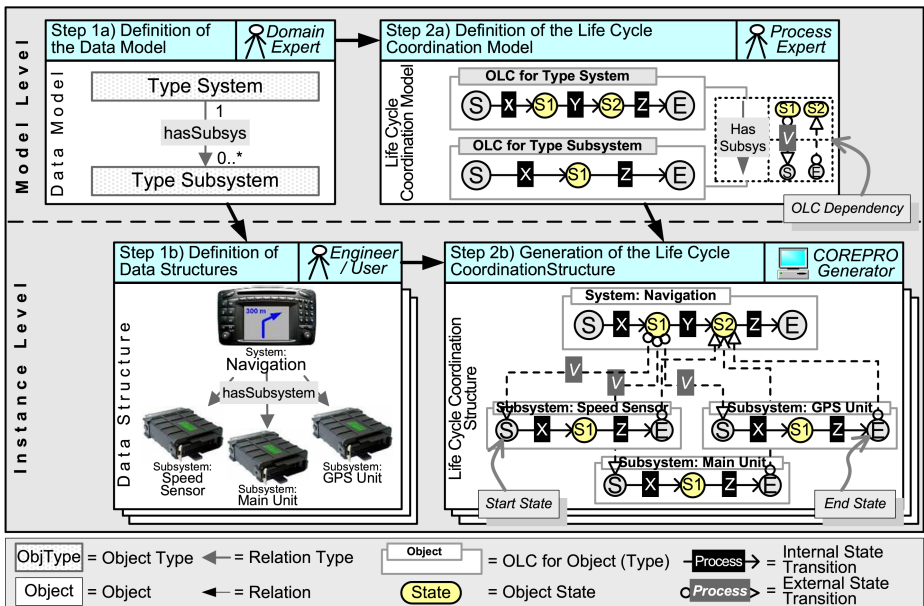 Model Level
Step 1a) Definition of
the Data Model
Domain
Expert
Data Model
Type System
1
hasSubsys
0..*
Type Subsystem
Step 2a) Definition of the Life Cycle
Coordination Model
Process
Expert
Life Cycle
Coordination Model
OLC for Type System
S X S1 Y S2 Z E
OLC for Type Subsystem
S X S1 Z E
Has
Subsys
S1 S2
V
S E
OLC Dependency
Instance Level
Step 1b) Definition of
Data Structures
Engineer
/ User
Data Structure
300 m
System:
Navigation
hasSubsystem
Subsystem:
Speed
Sensor
Subsystem:
Main Unit
Subsystem:
GPS Unit
Step 2b) Generation of the Life Cycle
CoordinationStructure
COREPRO
Generator
Life Cycle Coordination
Structure
System: Navigation
S X S1 Y S2 Z E
V V V
Subsystem: Speed Sensor
S X S1 Z E
Subsystem: GPS Unit
S X S1 Z E
Subsystem: Main Unit
S X S1 Z E
Start State
End State
ObjType = Object Type
= Relation Type
Object = OLC for Object (Type)
Process = Internal State
Transition
Object = Object
= Relation
State = Object State
Process = External State
Transition